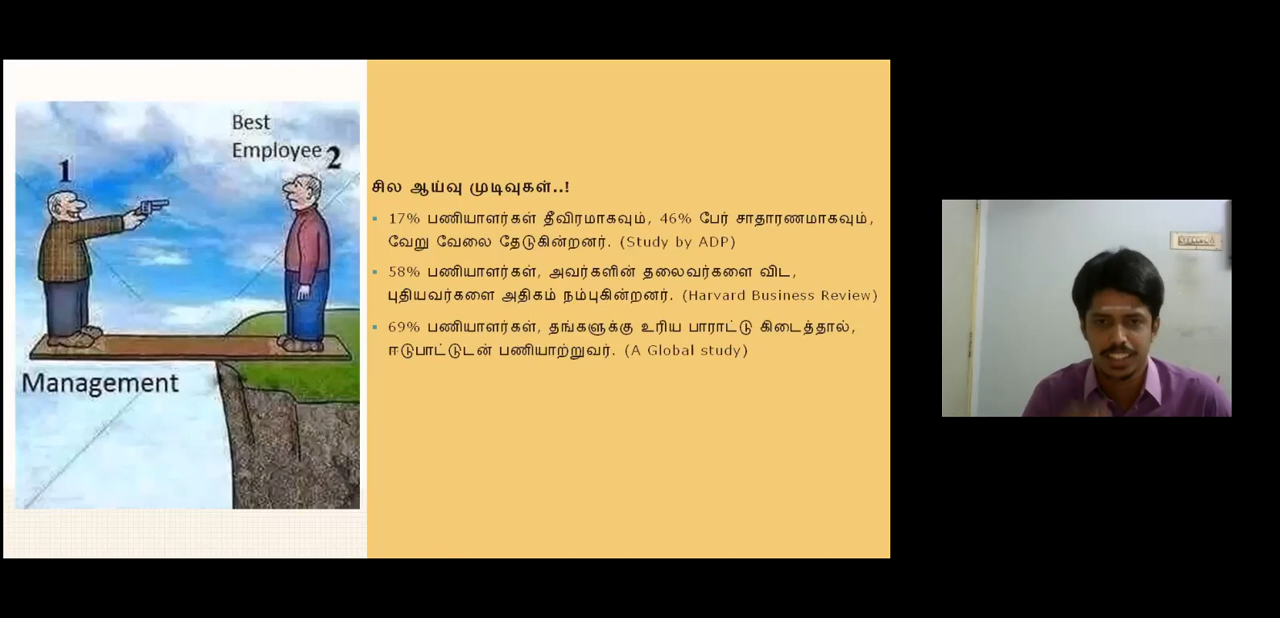 Best
Employee 2
1
Management
சில ஆய்வு முடிவுகள்..!
17% பணியாளர்கள் தீவிரமாகவும், 46% பேர் சாதாரணமாகவும்,
வேறு வேலை தேடுகின்றனர். (Study by ADP)
58% பணியாளர்கள், அவர்களின் தலைவர்களை விட,
புதியவர்களை அதிகம் நம்புகின்றனர். (Harvard Business Review)
69% பணியாளர்கள், தங்களுக்கு உரிய பாராட்டு கிடைத்தால்,
ஈடுபாட்டுடன் பணியாற்றுவர். (A Global study)